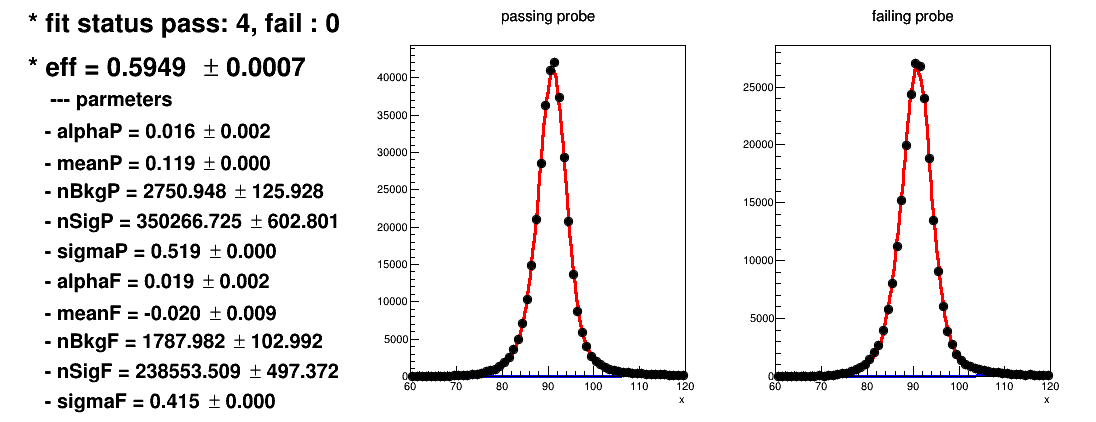 * fit status pass: 4, fail : 0
* eff = 0.5949 ± 0.0007
--- parmeters
- alphaP = 0.016 ± 0.002
- meanP = 0.119 ± 0.000
- nBkgP = 2750.948 ± 125.928
- nSigP = 350266.725 ± 602.801
- sigmaP = 0.519 ± 0.000
- alphaF = 0.019 ± 0.002
- meanF = -0.020 ± 0.009
- nBkgF = 1787.982 ± 102.992
- nSigF = 238553.509 ± 497.372
- sigmaF = 0.415 ± 0.000
passing probe
40000
35000
30000
25000
20000
15000
10000
5000
0
60 70 80 90 100 110 120
x
failing probe
25000
20000
15000
10000
5000
0
60 70 80 90 100 110 120
x